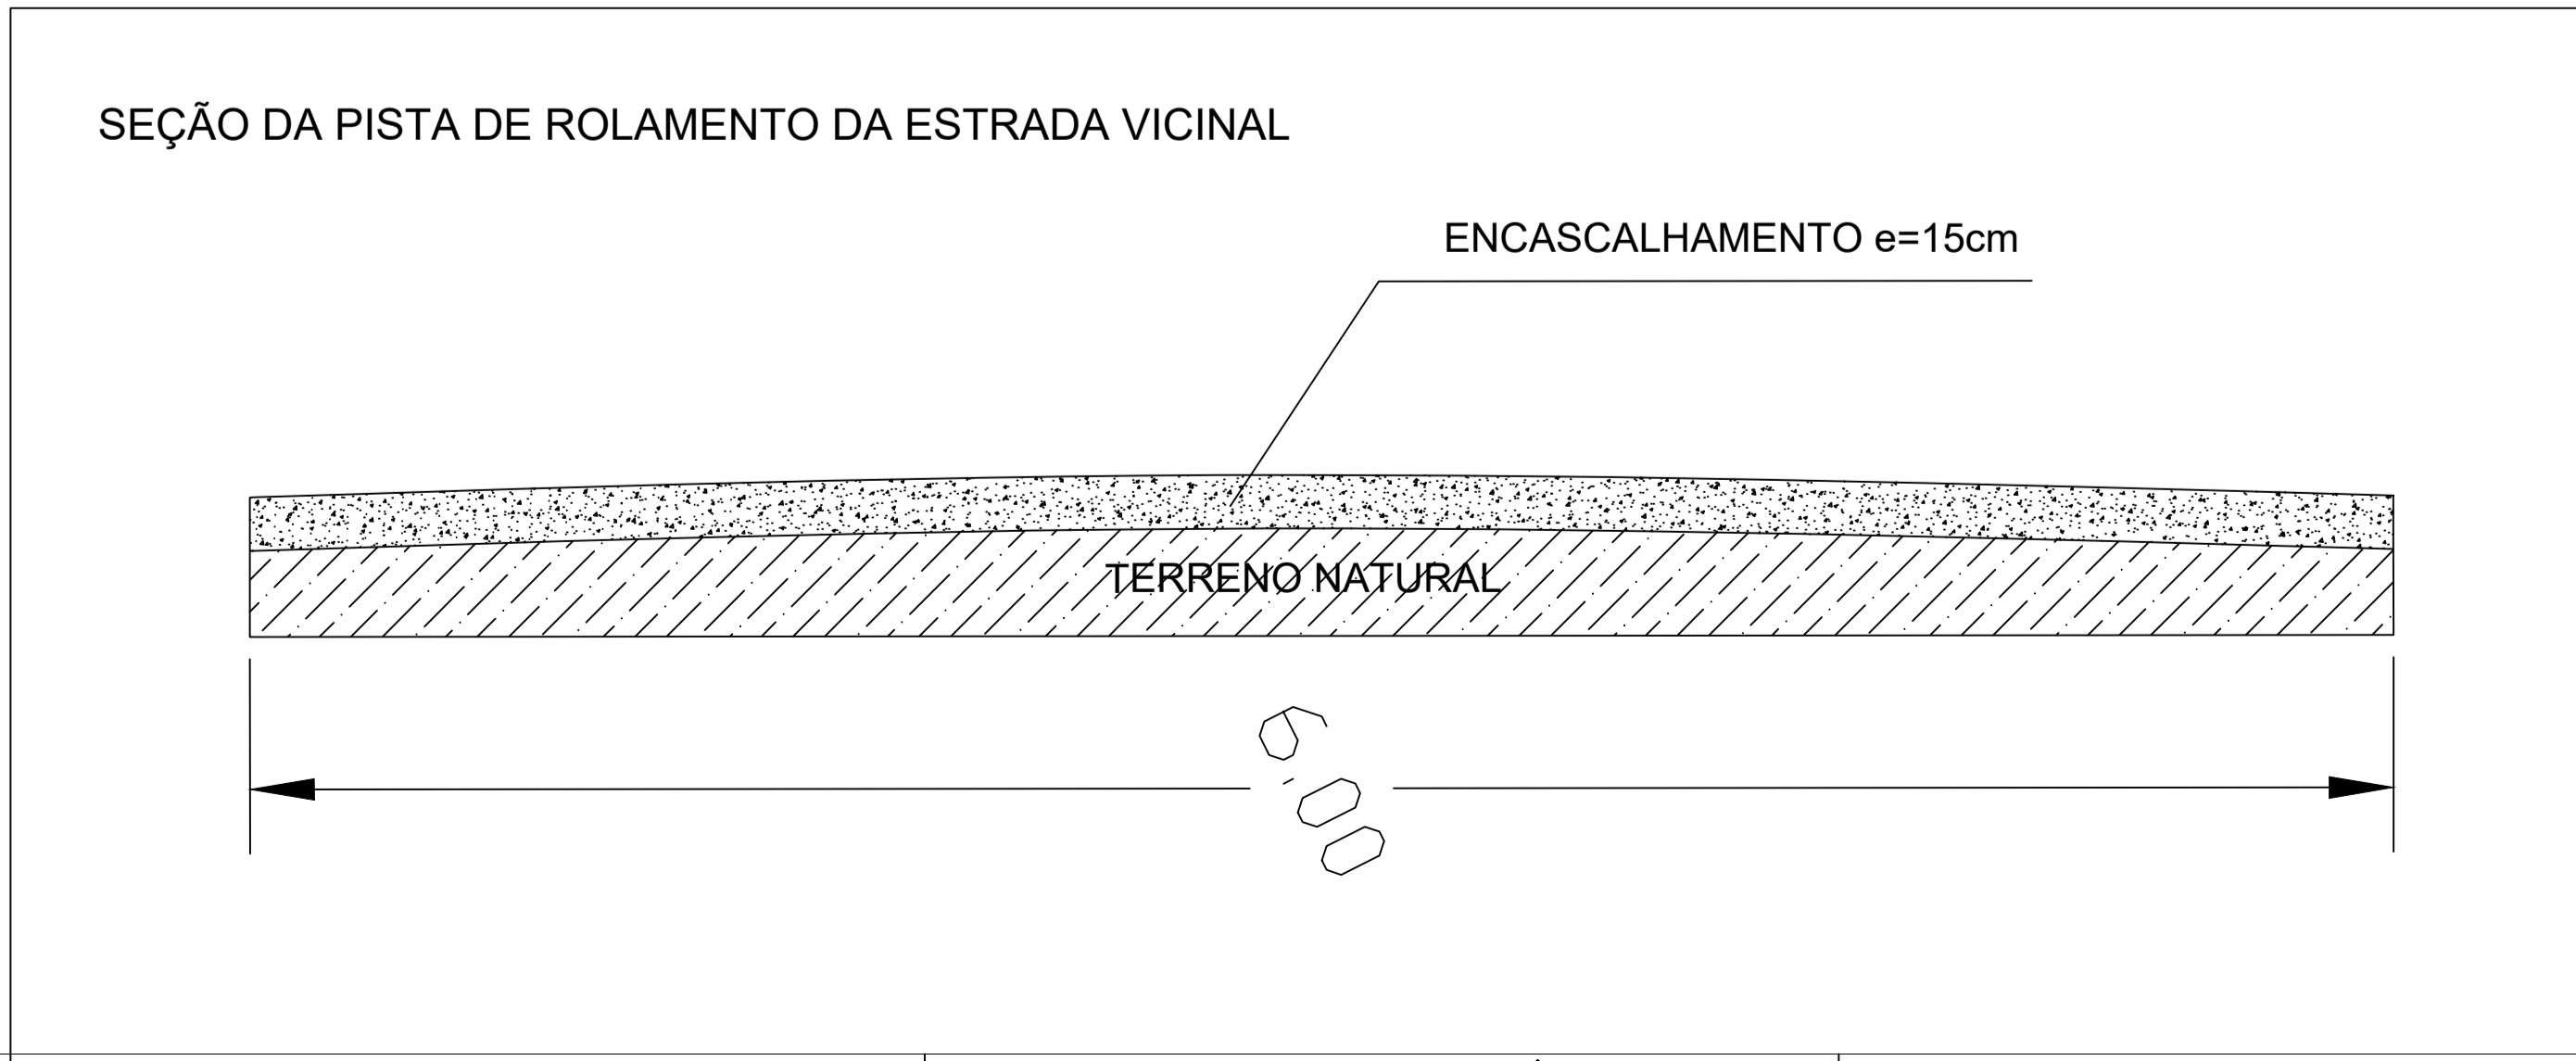 SEÇÃO DA PISTA DE ROLAMENTO DA ESTRADA VICINAL
ENCASCALHAMENTO e=15cm
TERRENO NATURAL
6,00